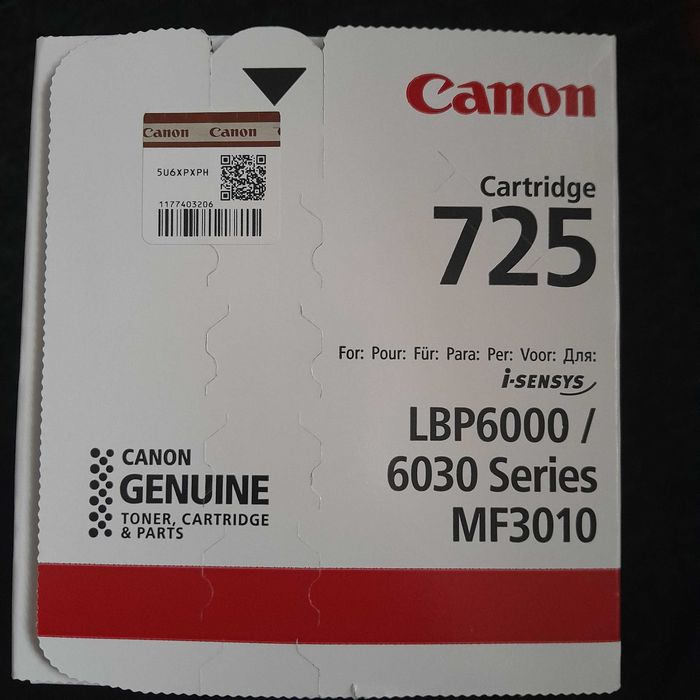 Canon Canon
5U6XPXPH
1177403206
Canon
Cartridge
725
For: Pour: Für: Para: Per: Voor: Для:
i-SENSYS
LBP6000 /
6030 Series
MF3010
CANON
GENUINE
TONER, CARTRIDGE
& PARTS